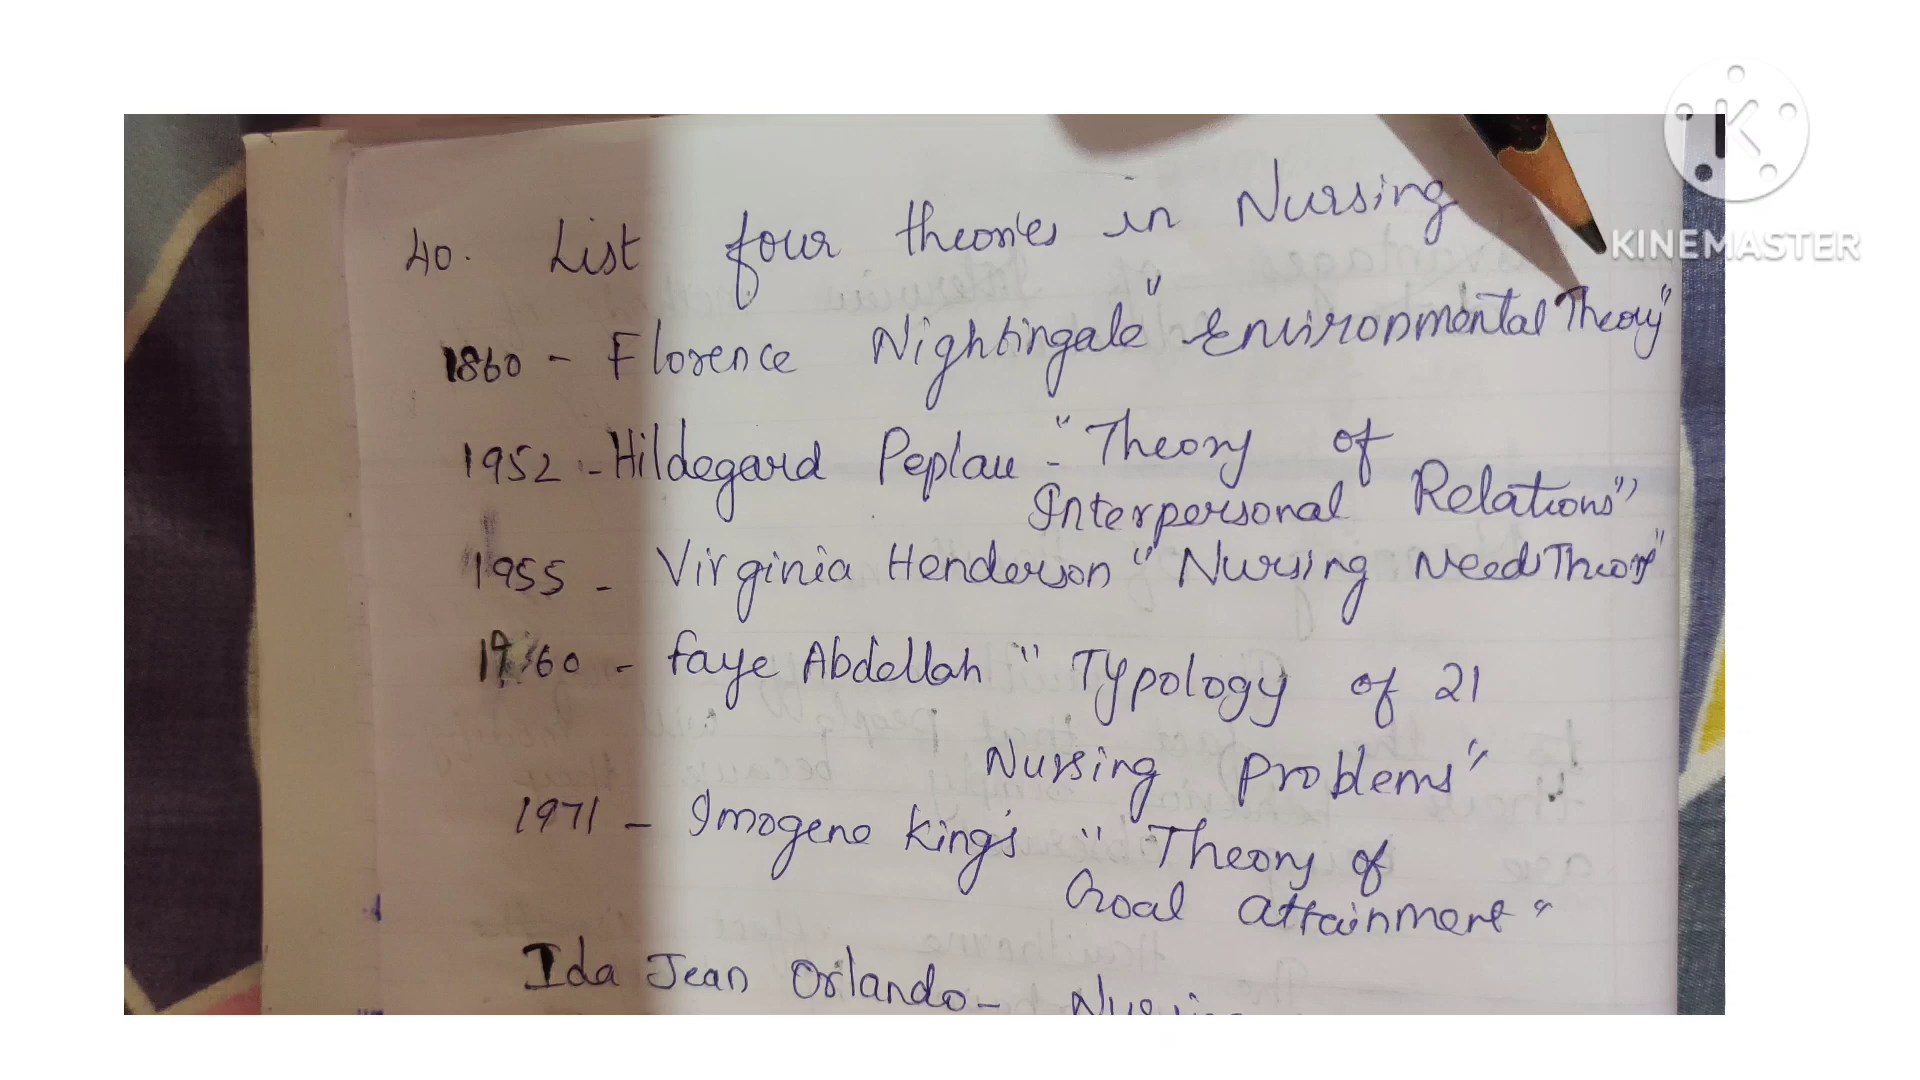 40. List four theories in Nursing
1860 - Florence Nightingale "Environmental Theory"
1952 - Hildegard Peplau - "Theory of
Interpersonal Relations"
1955 - Virginia Henderson "Nursing Need Theory"
1960 - Faye Abdellah "Typology of 21
Nursing Problems"
1971 - Imogene King's "Theory of
Goal attainment"
Ida Jean Orlando -
KINEMASTER